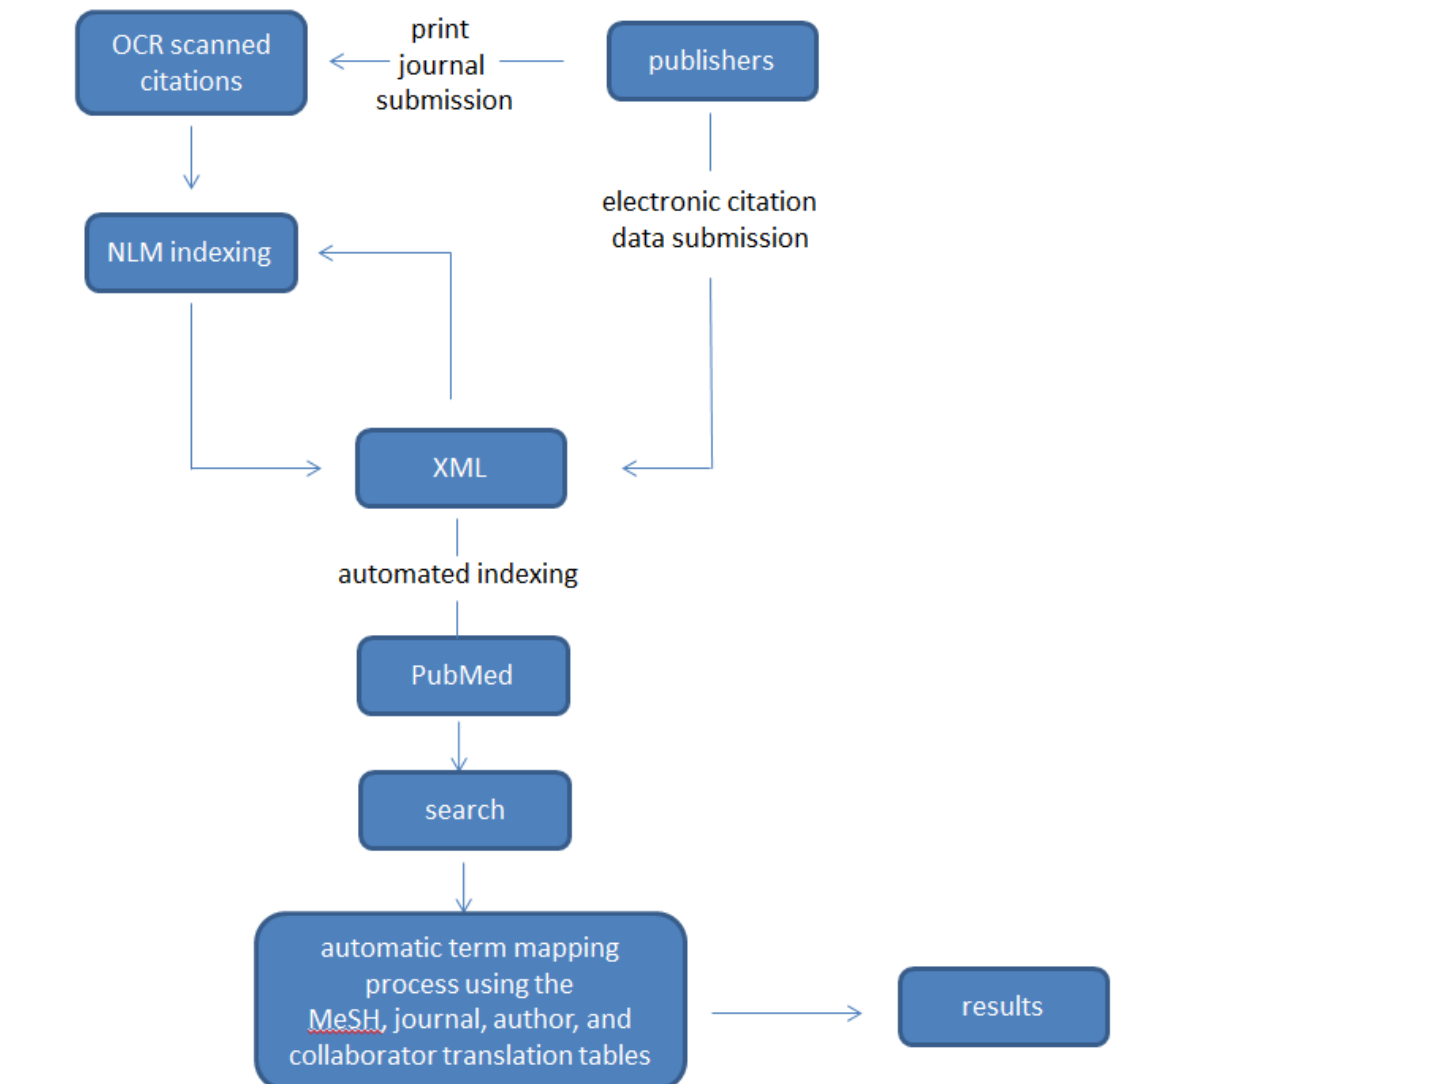 OCR scanned
citations
print
journal
submission
publishers
electronic citation
data submission
NLM indexing
XML
automated indexing
PubMed
search
automatic term mapping
process using the
MeSH, journal, author, and
collaborator translation tables
results